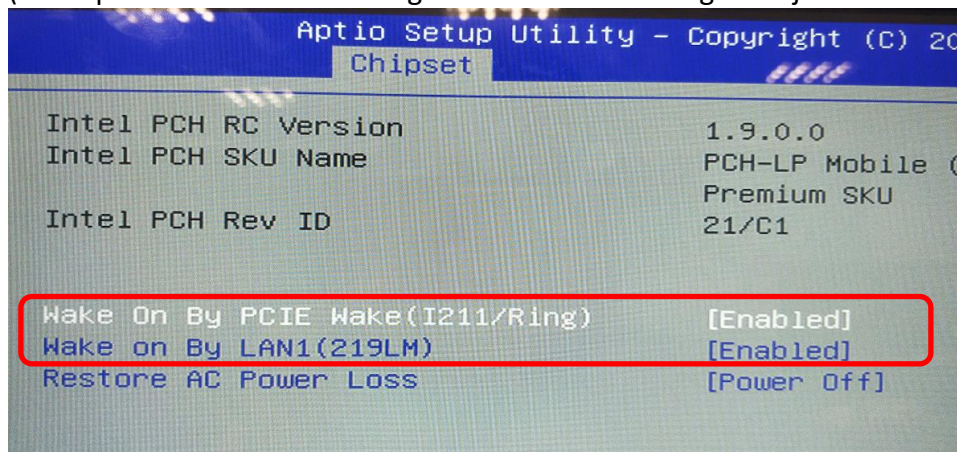 Aptio Setup Utility – Copyright (C) 20
Chipset
Intel PCH RC Version 1.9.0.0
Intel PCH SKU Name PCH-LP Mobile (
Premium SKU
Intel PCH Rev ID 21/C1
Wake On By PCIE Wake(I211/Ring) [Enabled]
Wake on By LAN1(219LM) [Enabled]
Restore AC Power Loss [Power Off]